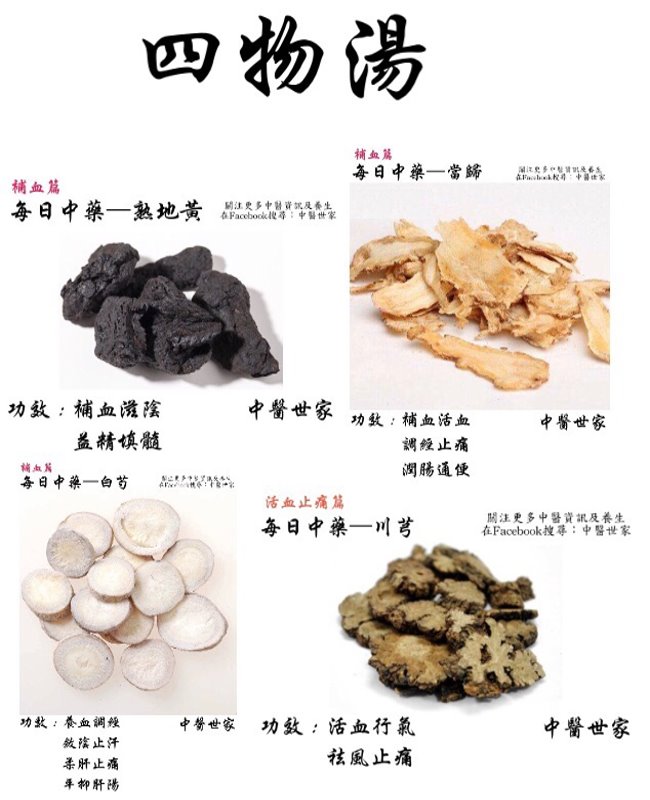 四物湯
補血篇
每日中藥—熟地黃
關注更多中醫資訊及養生
在Facebook搜尋：中醫世家
功效：補血滋陰
益精填髓
中醫世家
補血篇
每日中藥—當歸
關注更多中醫資訊及養生
在Facebook搜尋：中醫世家
功效：補血活血
調經止痛
潤腸通便
中醫世家
補血篇
每日中藥—白芍
關注更多中醫資訊及養生
在Facebook搜尋：中醫世家
功效：養血調經
斂陰止汗
柔肝止痛
平抑肝陽
中醫世家
活血止痛篇
每日中藥—川芎
關注更多中醫資訊及養生
在Facebook搜尋：中醫世家
功效：活血行氣
祛風止痛
中醫世家